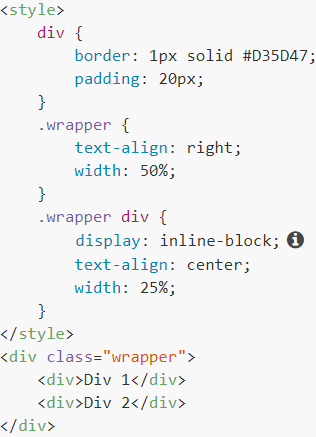 <style>
    div {
        border: 1px solid #D35D47;
        padding: 20px;
    }
    .wrapper {
        text-align: right;
        width: 50%;
    }
    .wrapper div {
        display: inline-block;
        text-align: center;
        width: 25%;
    }
</style>
<div class="wrapper">
    <div>Div 1</div>
    <div>Div 2</div>
</div>